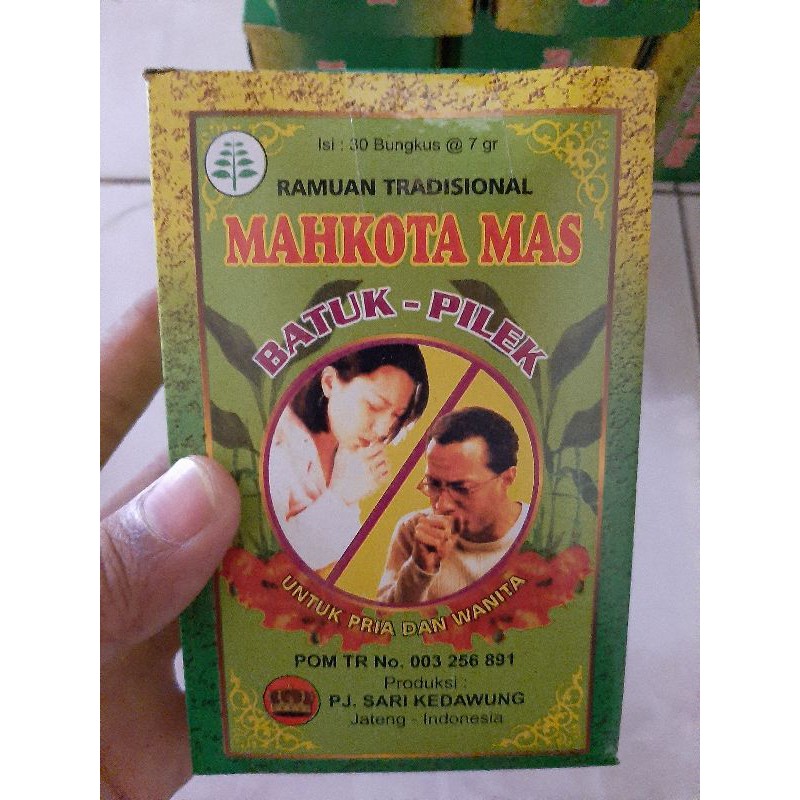 Isi : 30 Bungkus @ 7 gr
RAMUAN TRADISIONAL
MAHKOTA MAS
BATUK - PILEK
UNTUK PRIA DAN WANITA
POM TR No. 003 256 891
Produksi :
PJ. SARI KEDAWUNG
Jateng - Indonesia